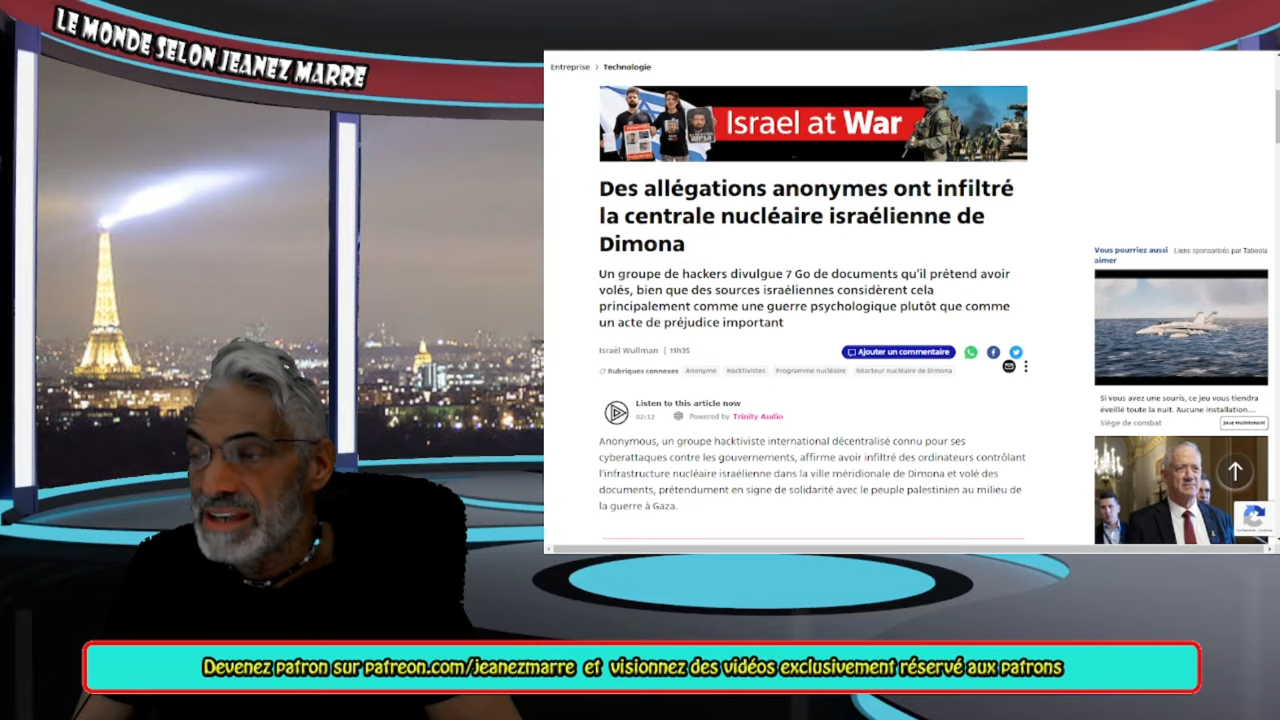 LE MONDE SELON JEANEZ MARRE
Entreprise > Technologie
Israel at War
Des allégations anonymes ont infiltré
la centrale nucléaire israélienne de
Dimona
Un groupe de hackers divulgue 7 Go de documents qu'il prétend avoir
volés, bien que des sources israéliennes considèrent cela
principalement comme une guerre psychologique plutôt que comme
un acte de préjudice important
Israël Wullman | 11h35
Ajouter un commentaire
Rubriques connexes Anonyme Hacktivistes Programme nucléaire Réacteur nucléaire de Dimona
Listen to this article now
02:12 Powered by Trinity Audio
Anonymous, un groupe hacktiviste international décentralisé connu pour ses
cyberattaques contre les gouvernements, affirme avoir infiltré des ordinateurs contrôlant
l'infrastructure nucléaire israélienne dans la ville méridionale de Dimona et volé des
documents, prétendument en signe de solidarité avec le peuple palestinien au milieu de
la guerre à Gaza.
Vous pourriez aussi Liens sponsorisés par Taboola
aimer
Si vous avez une souris, ce jeu vous tiendra
éveillé toute la nuit. Aucune installation...
Siège de combat
Joue maintenant
Devenez patron sur patreon.com/jeanezmarre et visionnez des vidéos exclusivement réservé aux patrons